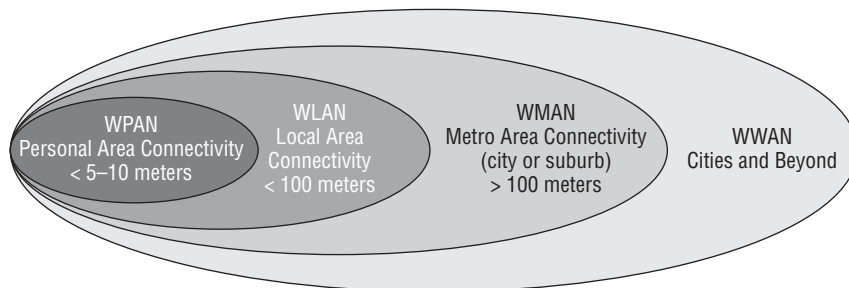 WPAN
Personal Area Connectivity
< 5–10 meters
WLAN
Local Area
Connectivity
< 100 meters
WMAN
Metro Area Connectivity
(city or suburb)
> 100 meters
WWAN
Cities and Beyond